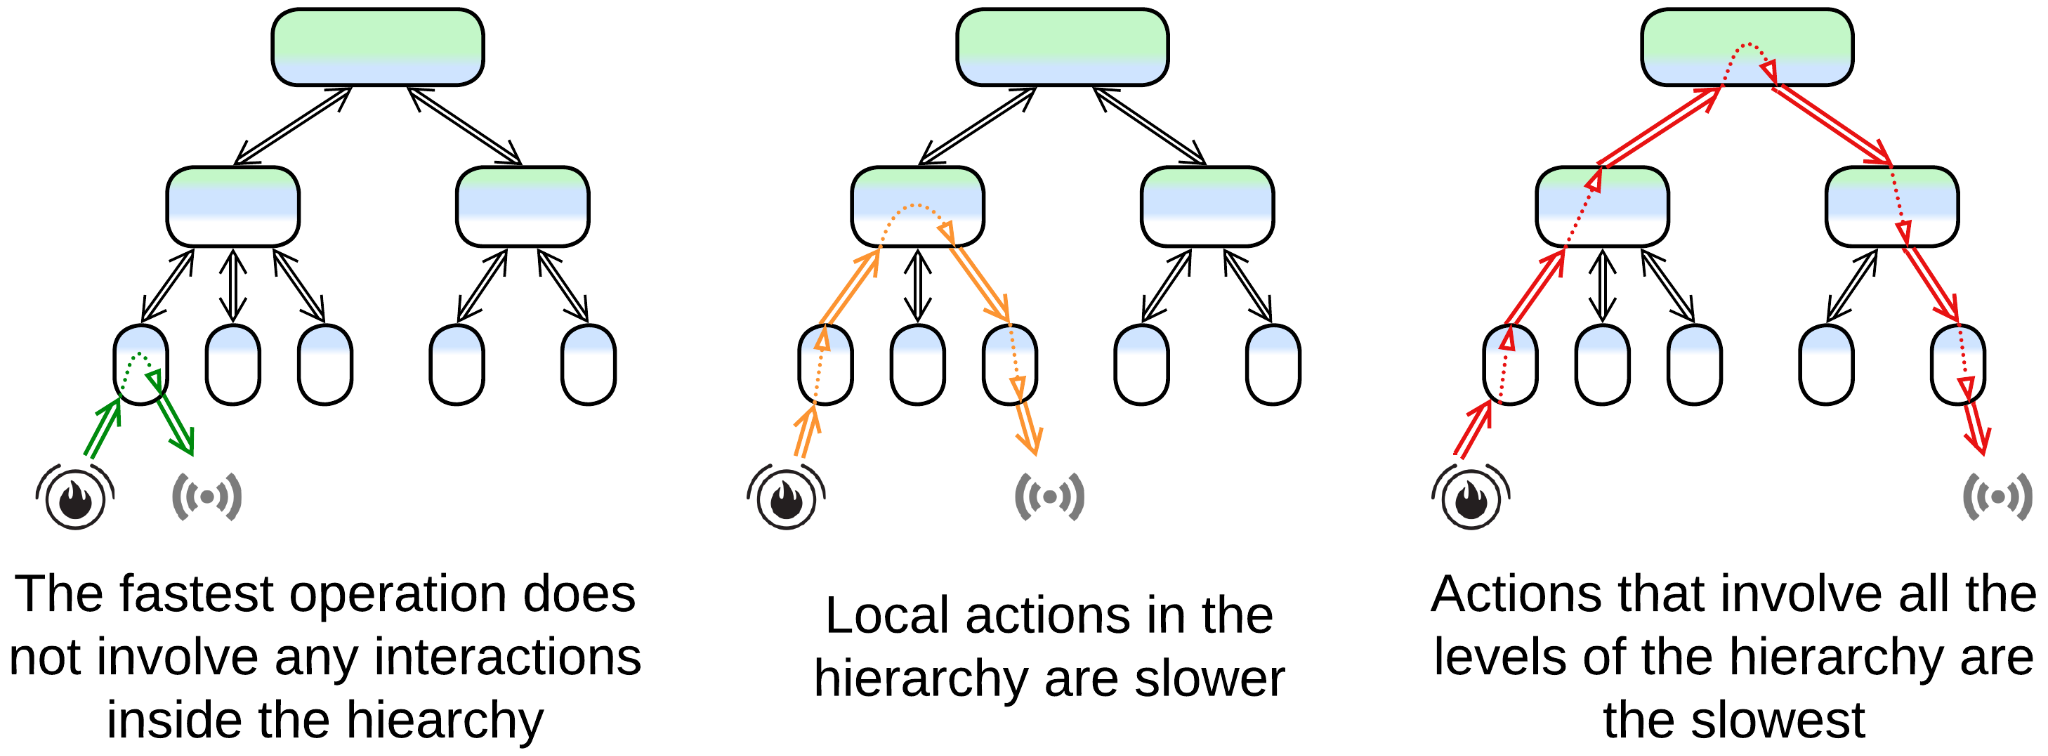 The fastest operation does
not involve any interactions
inside the hiearchy
Local actions in the
hierarchy are slower
Actions that involve all the
levels of the hierarchy are
the slowest